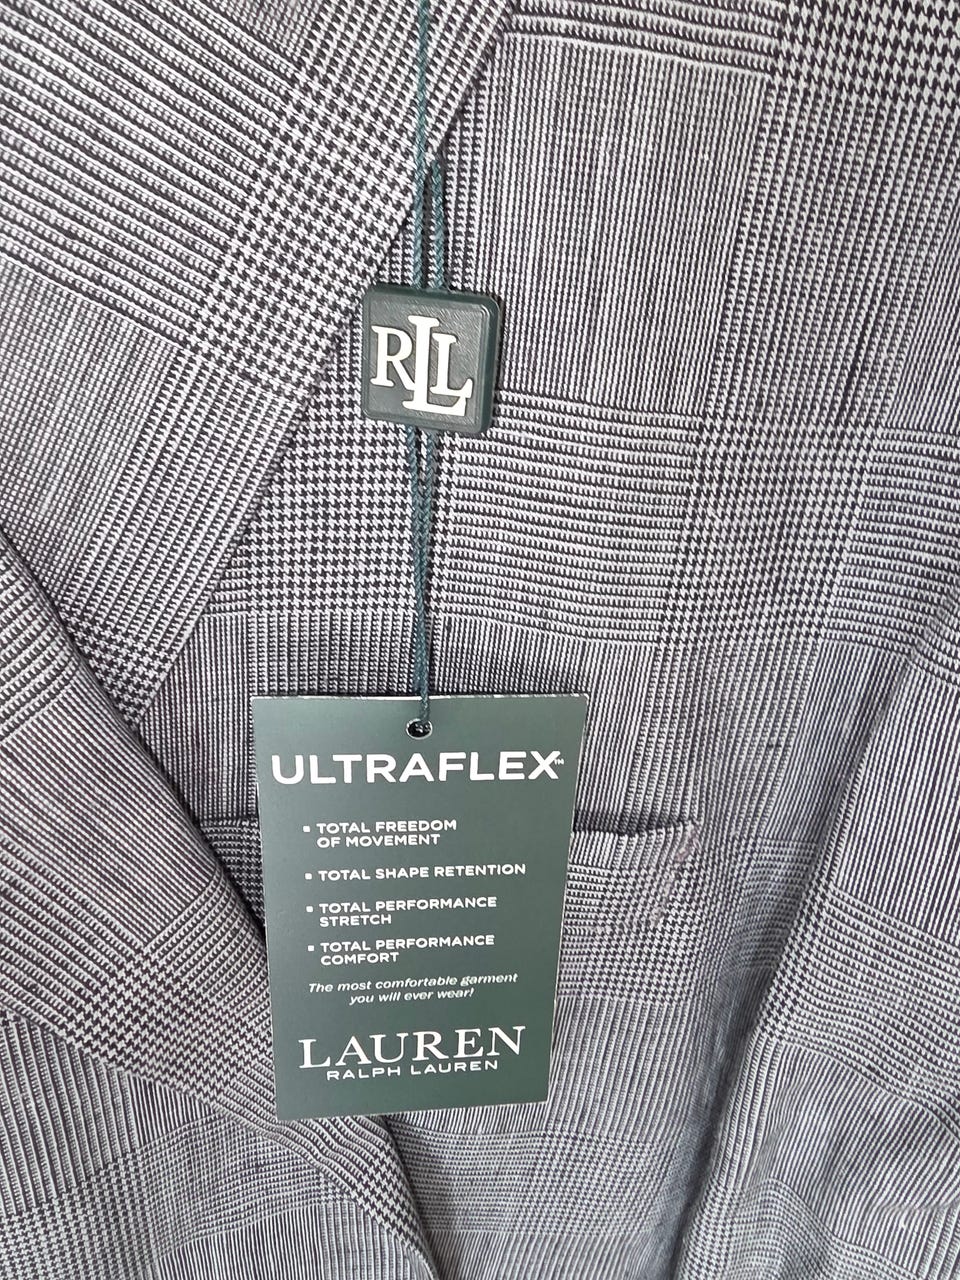 RLL
ULTRAFLEX™
▪ TOTAL FREEDOM
OF MOVEMENT
▪ TOTAL SHAPE RETENTION
▪ TOTAL PERFORMANCE
STRETCH
▪ TOTAL PERFORMANCE
COMFORT
The most comfortable garment
you will ever wear!
LAUREN
RALPH LAUREN